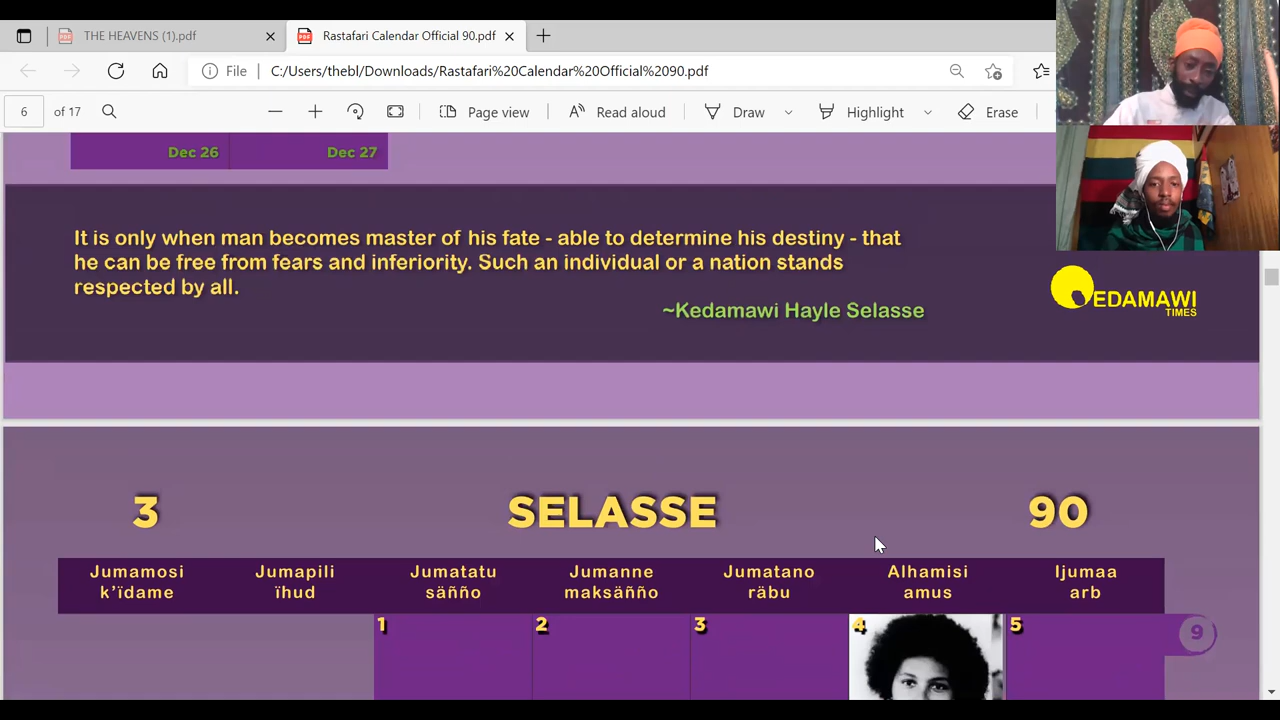 THE HEAVENS (1).pdf
Rastafari Calendar Official 90.pdf
File
C:/Users/thebl/Downloads/Rastafari%20Calendar%20Official%2090.pdf
6 of 17
Page view
Read aloud
Draw
Highlight
Erase
Dec 26 Dec 27
It is only when man becomes master of his fate - able to determine his destiny - that
he can be free from fears and inferiority. Such an individual or a nation stands
respected by all.
~Kedamawi Hayle Selasse
EDAMAWI
TIMES
3 SELASSE 90
Jumamosi Jumapili Jumatatu Jumanne Jumatano Alhamisi Ijumaa
k'ïdame ïhud säñño maksäñño räbu amus arb
1 2 3 4 5
9